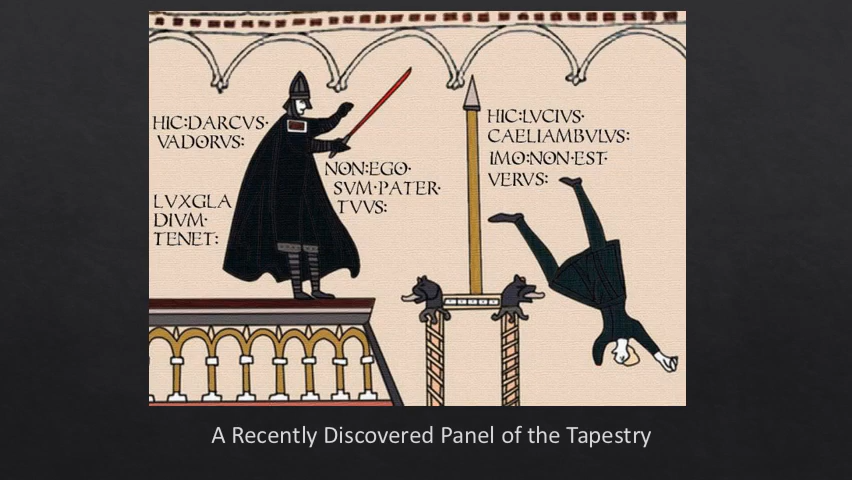 HIC:DARCVS·
VADORVS:
LVXGLA
DIVM·
TENET:
NON:EGO·
SVM·PATER·
TVVS:
HIC:LVCIVS·
CAELIAMBVLVS:
IMO:NON·EST·
VERVS:
A Recently Discovered Panel of the Tapestry